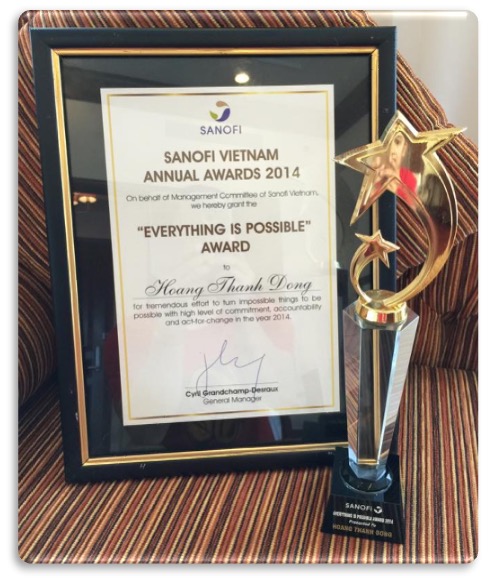 SANOFI
SANOFI VIETNAM
ANNUAL AWARDS 2014
On behalf of Management Committee of Sanofi Vietnam,
we hereby grant the
“EVERYTHING IS POSSIBLE”
AWARD
to
Hoang Thanh Dong
for tremendous effort to turn impossible things to be
possible with high level of commitment, accountability
and act-for-change in the year 2014.
Cyril Grandchamp-Desraux
General Manager
SANOFI
EVERYTHING IS POSSIBLE AWARD 2014
Presented To
HOANG THANH DONG